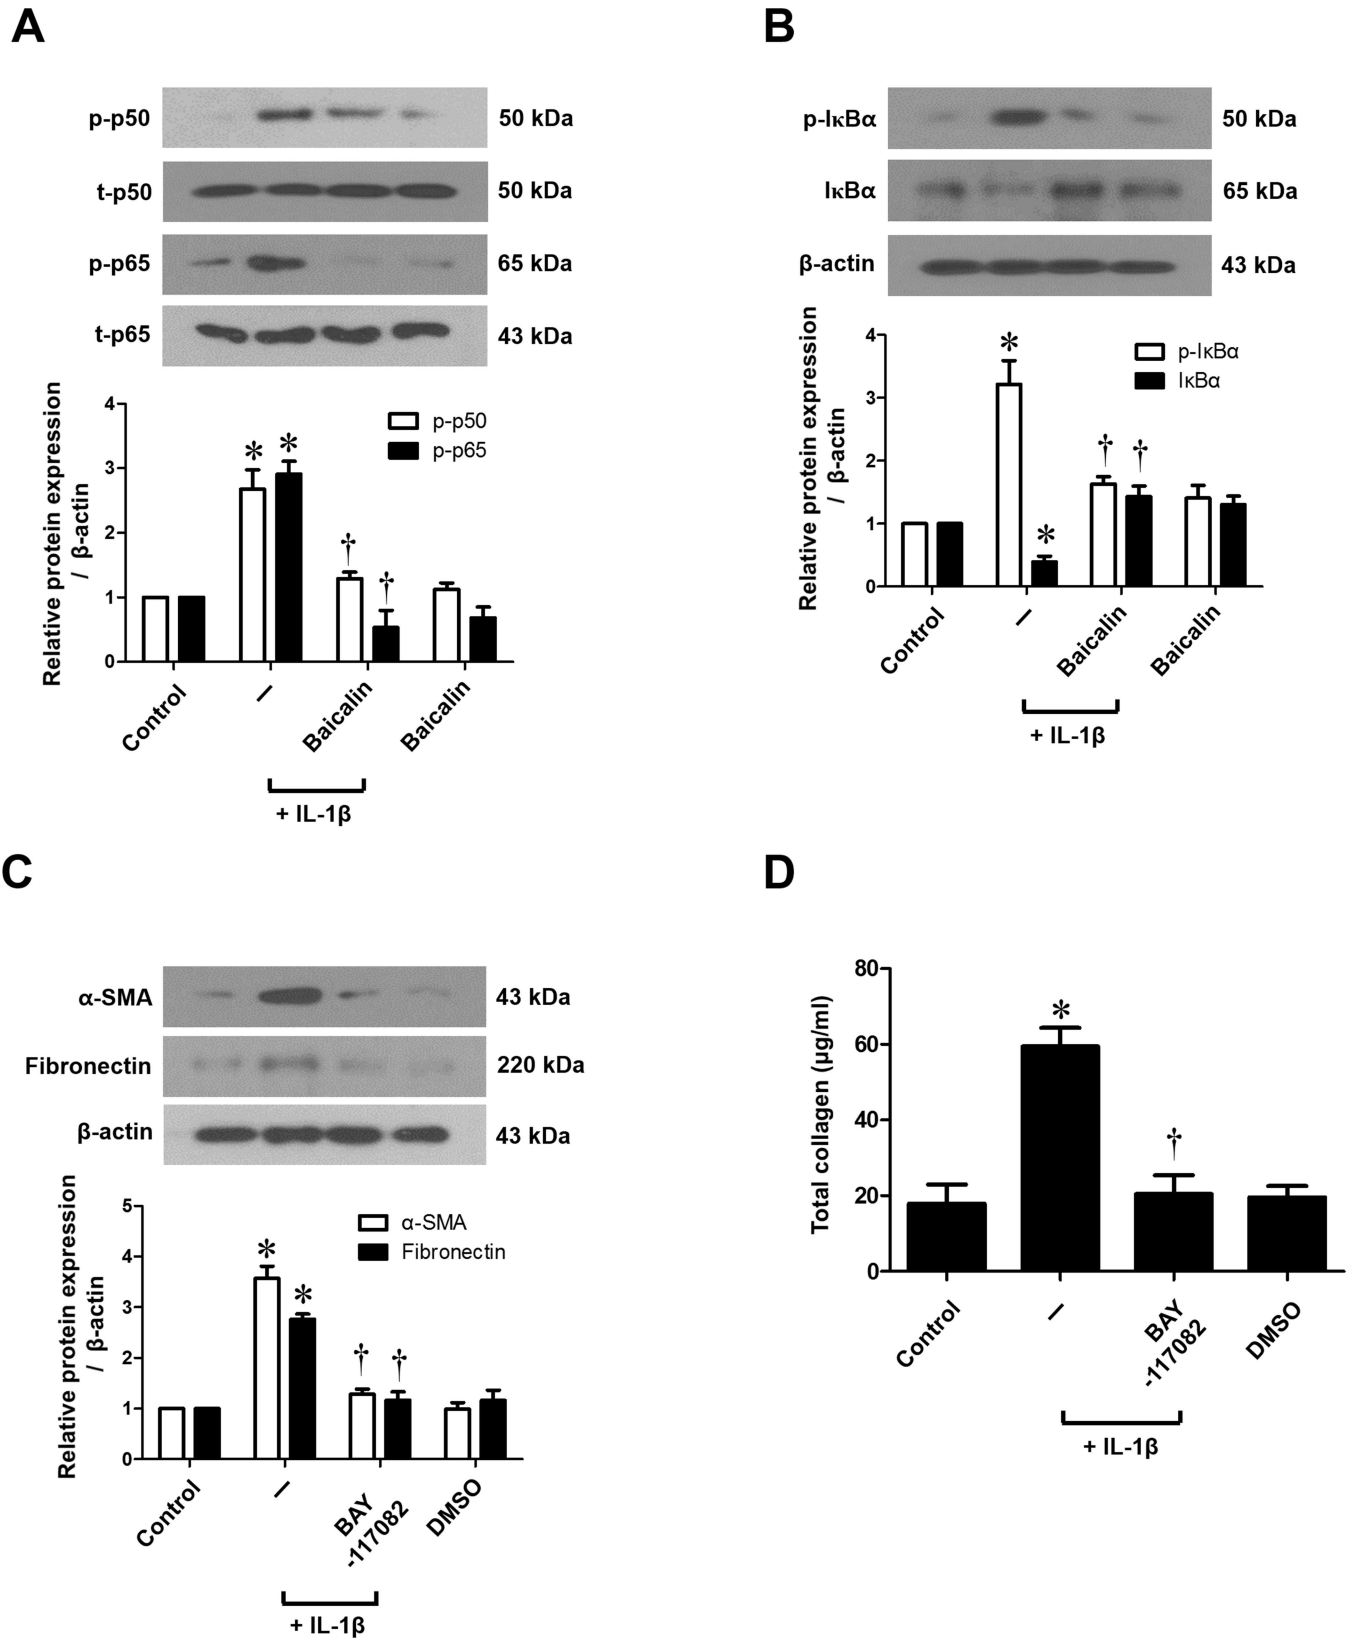 A
p-p50
50 kDa
t-p50
50 kDa
p-p65
65 kDa
t-p65
43 kDa
Relative protein expression
/ β-actin
4
3
2
1
0
p-p50
p-p65
*
*
†
†
Control
—
Baicalin
Baicalin
+ IL-1β
B
p-IκBα
50 kDa
IκBα
65 kDa
β-actin
43 kDa
Relative protein expression
/ β-actin
4
3
2
1
0
p-IκBα
IκBα
*
*
†
†
Control
—
Baicalin
Baicalin
+ IL-1β
C
α-SMA
43 kDa
Fibronectin
220 kDa
β-actin
43 kDa
Relative protein expression
/ β-actin
5
4
3
2
1
0
α-SMA
Fibronectin
*
*
†
†
Control
—
BAY
-117082
DMSO
+ IL-1β
D
Total collagen (μg/ml)
80
60
40
20
0
*
†
Control
—
BAY
-117082
DMSO
+ IL-1β